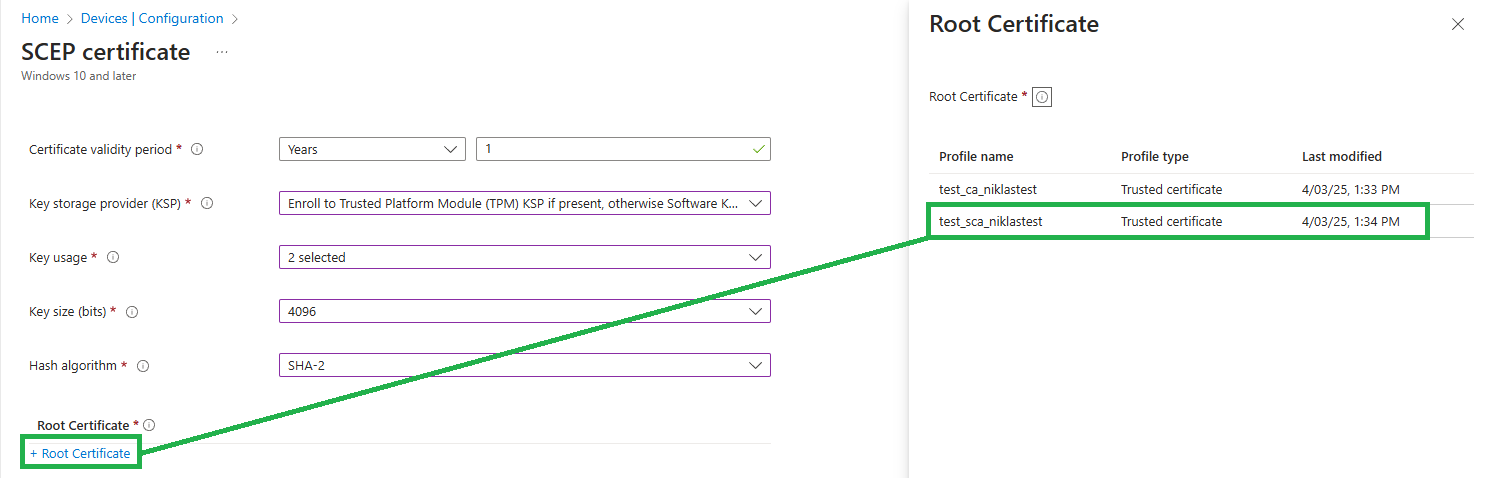 Home > Devices | Configuration >
SCEP certificate ...
Windows 10 and later
Certificate validity period * Years 1
Key storage provider (KSP) * Enroll to Trusted Platform Module (TPM) KSP if present, otherwise Software K...
Key usage * 2 selected
Key size (bits) * 4096
Hash algorithm * SHA-2
Root Certificate *
+ Root Certificate
Root Certificate
Root Certificate *
Profile name Profile type Last modified
test_ca_niklastest Trusted certificate 4/03/25, 1:33 PM
test_sca_niklastest Trusted certificate 4/03/25, 1:34 PM